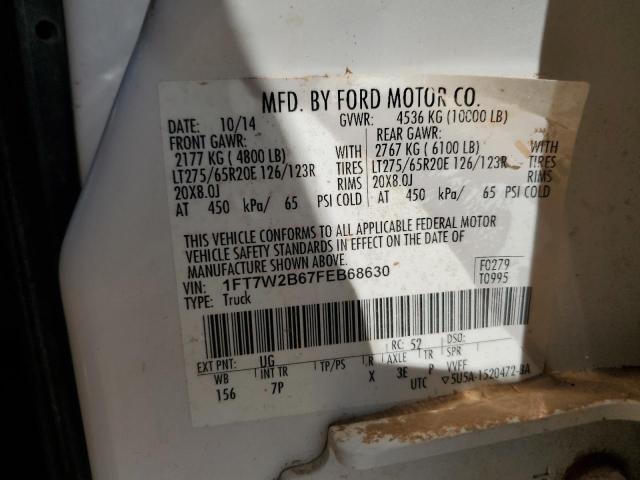 MFD. BY FORD MOTOR CO.
DATE: 10/14 GVWR: 4536 KG (10000 LB)
FRONT GAWR: REAR GAWR:
2177 KG ( 4800 LB) WITH 2767 KG ( 6100 LB) WITH
LT275/65R20E 126/123R TIRES LT275/65R20E 126/123R TIRES
20X8.0J RIMS 20X8.0J RIMS
AT 450 kPa/ 65 PSI COLD AT 450 kPa/ 65 PSI COLD
THIS VEHICLE CONFORMS TO ALL APPLICABLE FEDERAL MOTOR
VEHICLE SAFETY STANDARDS IN EFFECT ON THE DATE OF
MANUFACTURE SHOWN ABOVE.
VIN: 1FT7W2B67FEB68630 F0279
TYPE: Truck T0995
RC: 52 DSO:
EXT PNT: UG
WB INT TR TP/PS R AXLE TR SPR
156 7P X 3E P VVFF
UTC ▽5U5A-1520472-BA